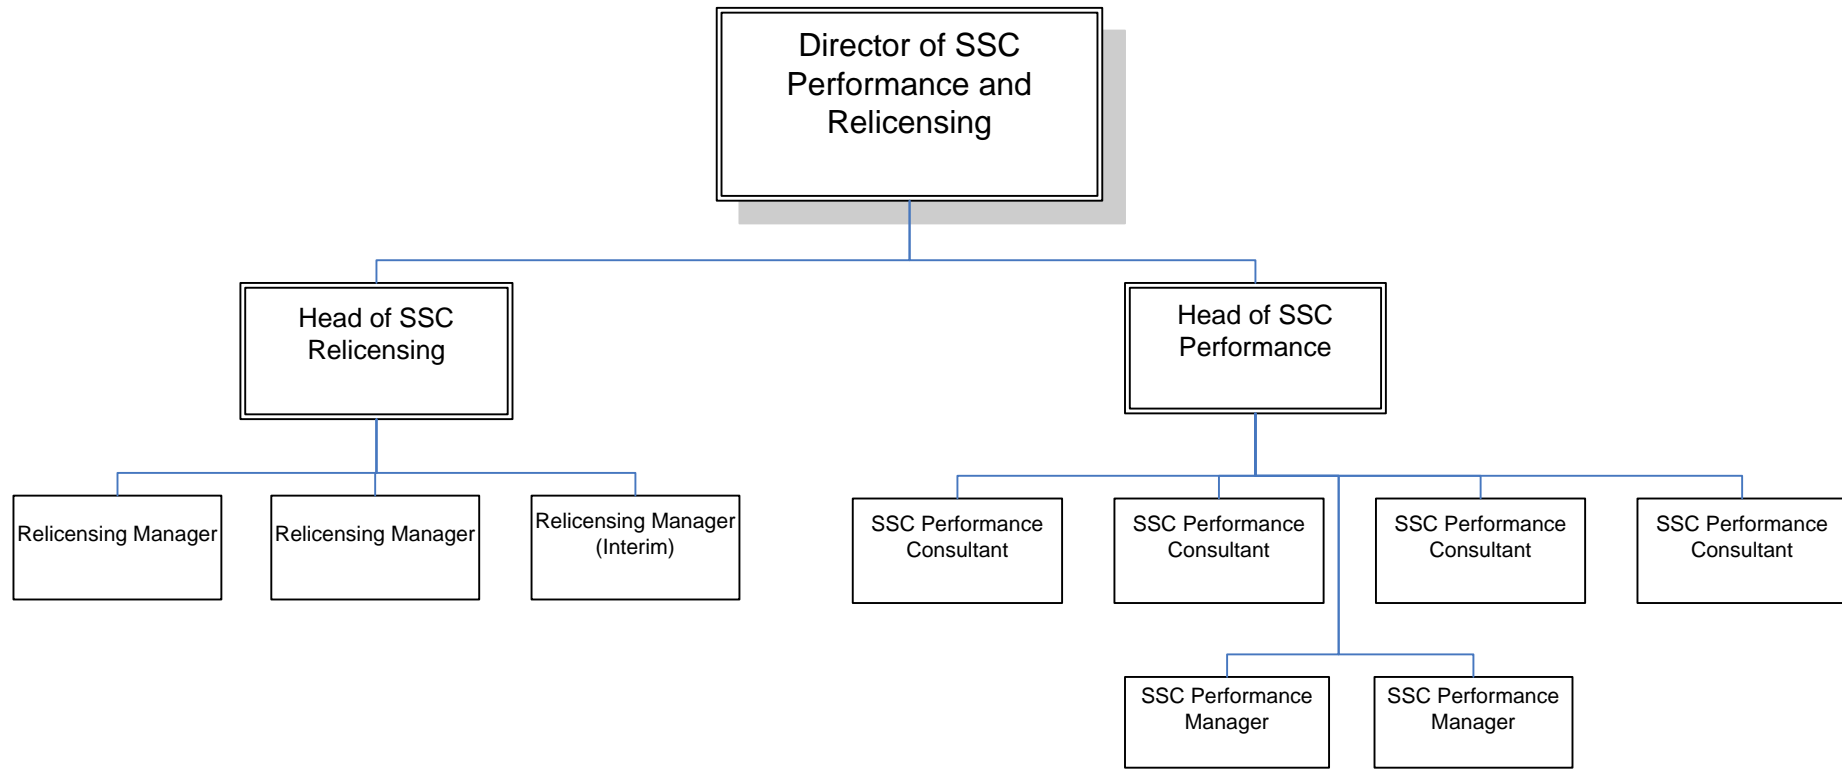 Director of SSC
Performance and
Relicensing
Head of SSC
Relicensing
Head of SSC
Performance
Relicensing Manager
Relicensing Manager
Relicensing Manager
(Interim)
SSC Performance
Consultant
SSC Performance
Consultant
SSC Performance
Consultant
SSC Performance
Consultant
SSC Performance
Manager
SSC Performance
Manager